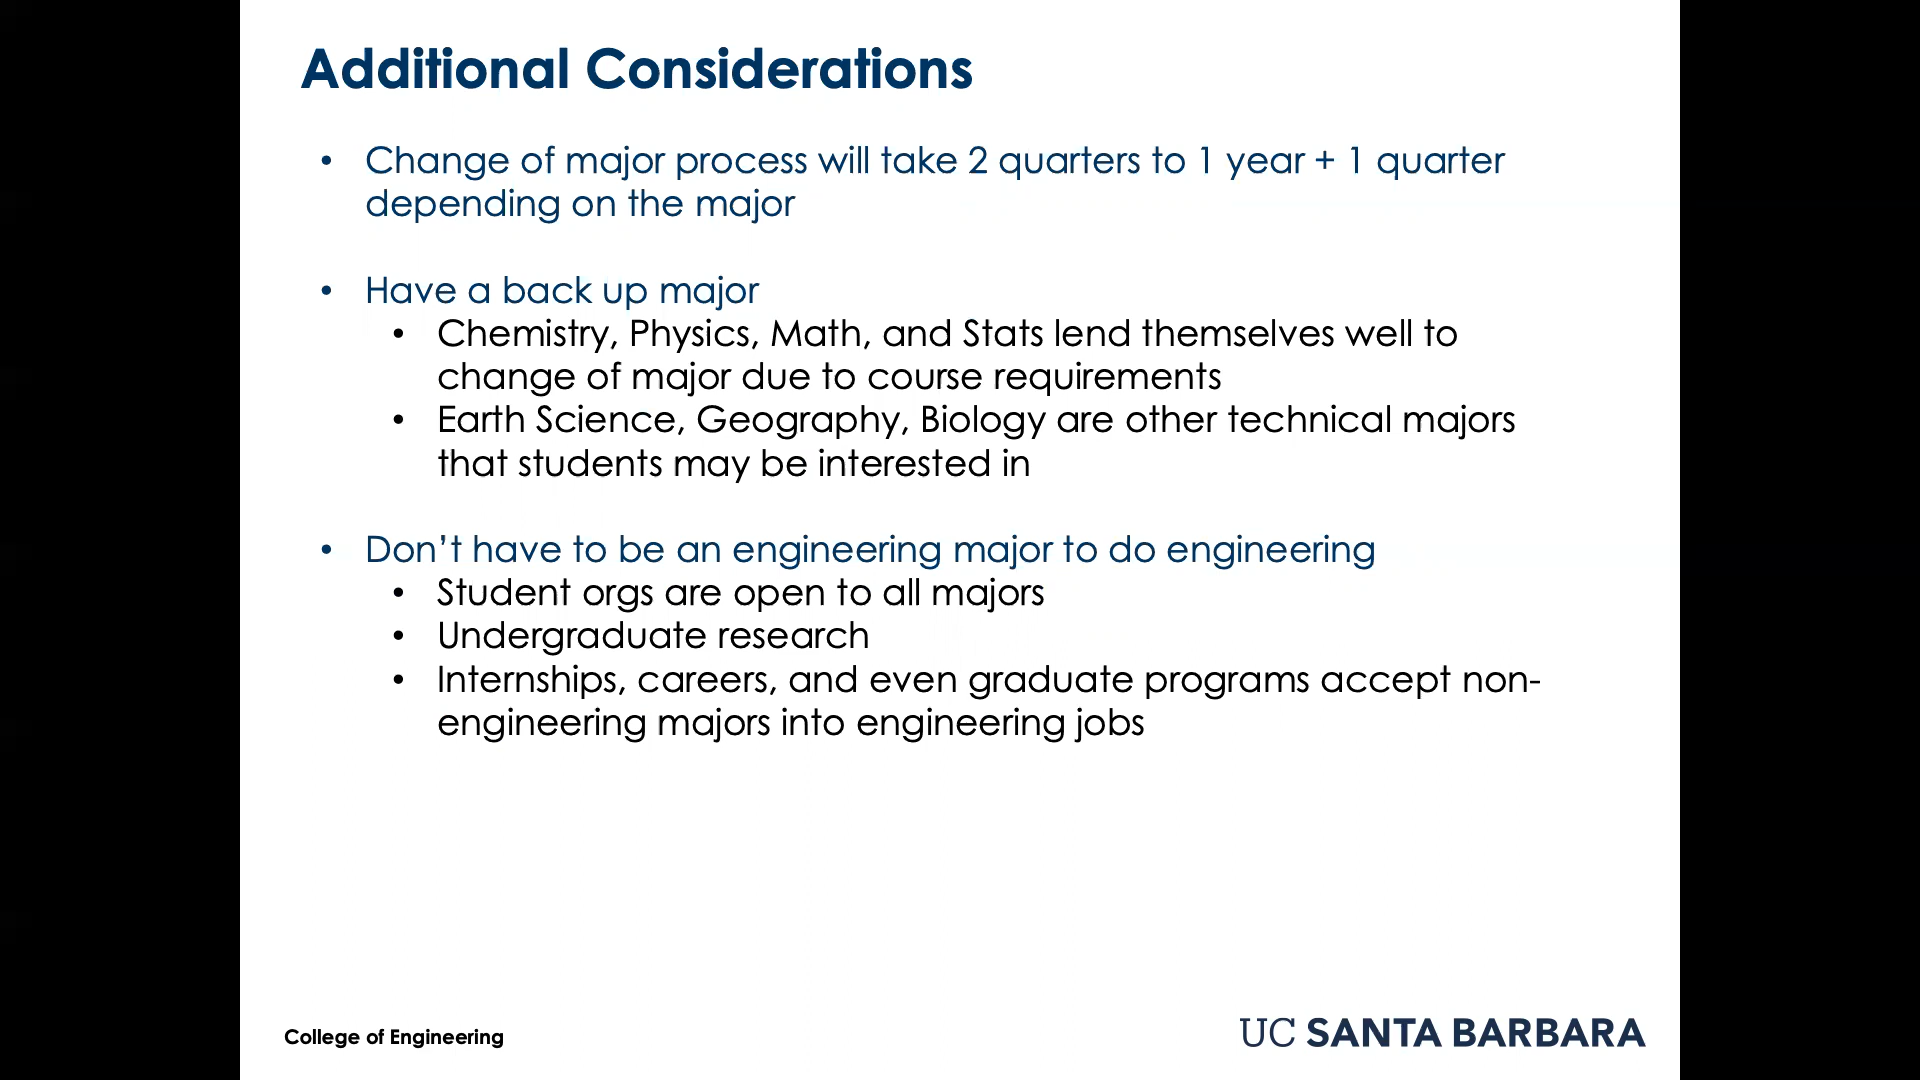 Additional Considerations
• Change of major process will take 2 quarters to 1 year + 1 quarter
depending on the major
• Have a back up major
• Chemistry, Physics, Math, and Stats lend themselves well to
change of major due to course requirements
• Earth Science, Geography, Biology are other technical majors
that students may be interested in
• Don’t have to be an engineering major to do engineering
• Student orgs are open to all majors
• Undergraduate research
• Internships, careers, and even graduate programs accept non-
engineering majors into engineering jobs
College of Engineering
UC SANTA BARBARA